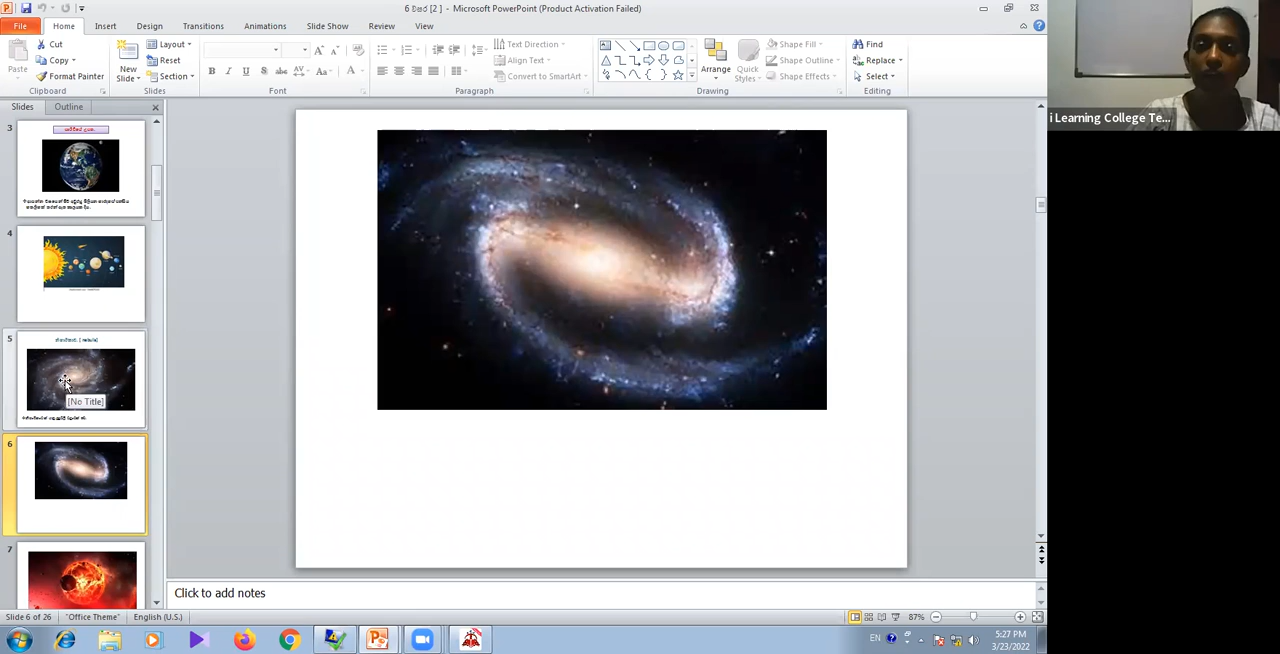 6 වසර [2 ] - Microsoft PowerPoint (Product Activation Failed)
File Home Insert Design Transitions Animations Slide Show Review View
Paste
Cut
Copy
Format Painter
Clipboard
New Slide
Layout
Reset
Section
Slides
B I U S abc AV Aa A
Font
Text Direction
Align Text
Convert to SmartArt
Paragraph
Arrange
Quick Styles
Shape Fill
Shape Outline
Shape Effects
Drawing
Find
Replace
Select
Editing
i Learning College Te...
Slides Outline
3
4
5
( nebula)
[No Title]
6
7
Click to add notes
Slide 6 of 26 "Office Theme" English (U.S.) 87%
EN 5:27 PM
3/23/2022